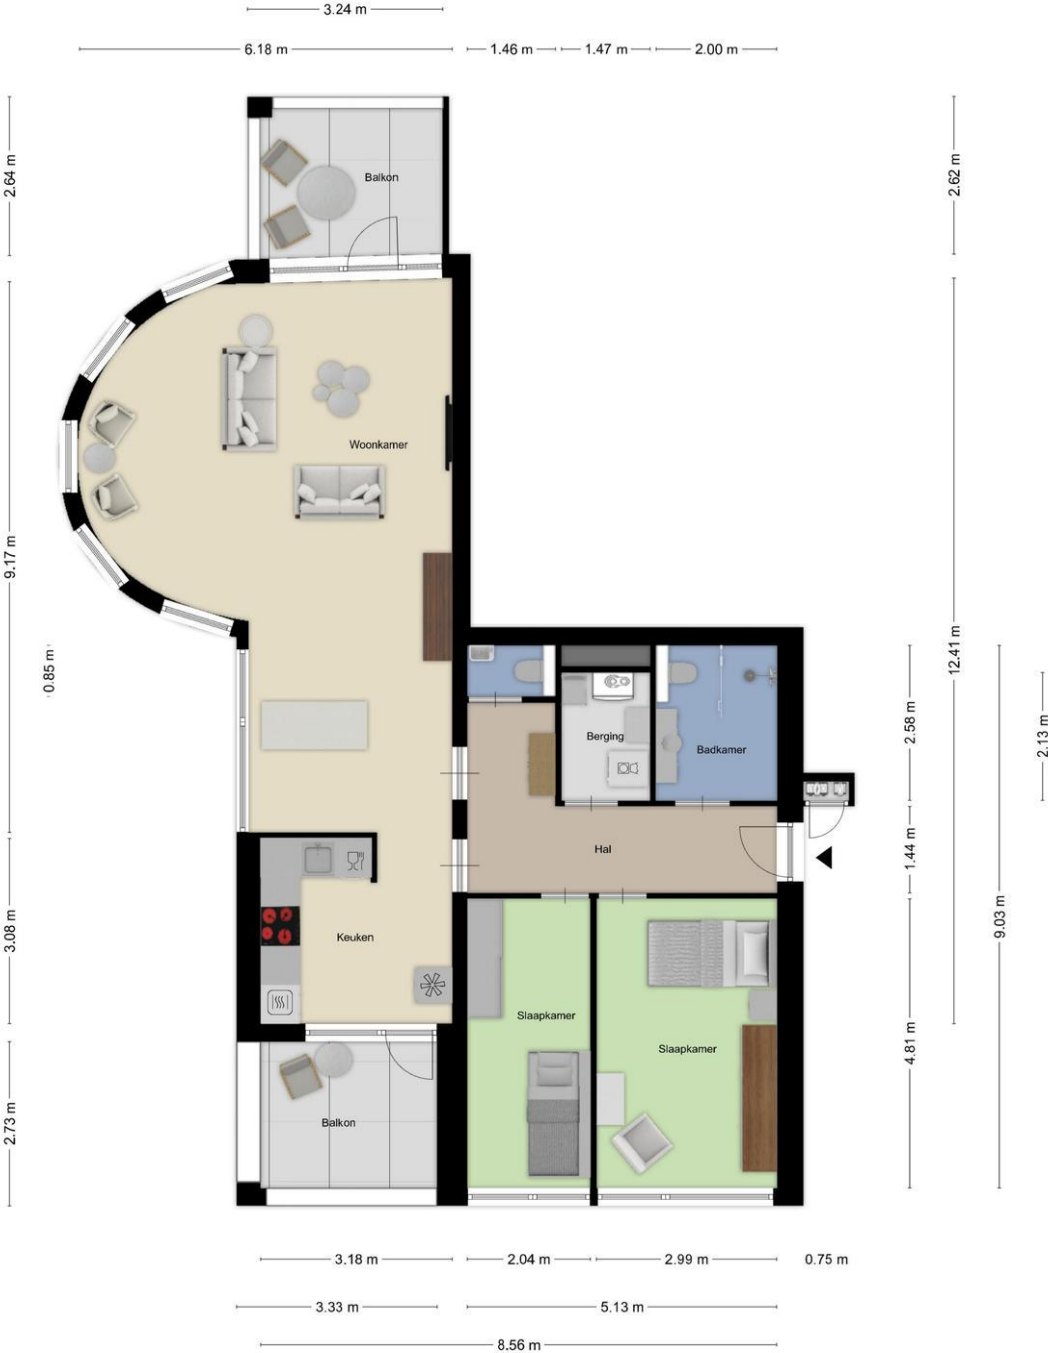 3.24 m
6.18 m
1.46 m
1.47 m
2.00 m
2.64 m
Balkon
2.62 m
Woonkamer
9.17 m
12.41 m
0.85 m
2.58 m
2.13 m
Berging
Badkamer
Hal
1.44 m
Keuken
3.08 m
9.03 m
Slaapkamer
Slaapkamer
4.81 m
Balkon
2.73 m
3.18 m
2.04 m
2.99 m
0.75 m
3.33 m
5.13 m
8.56 m